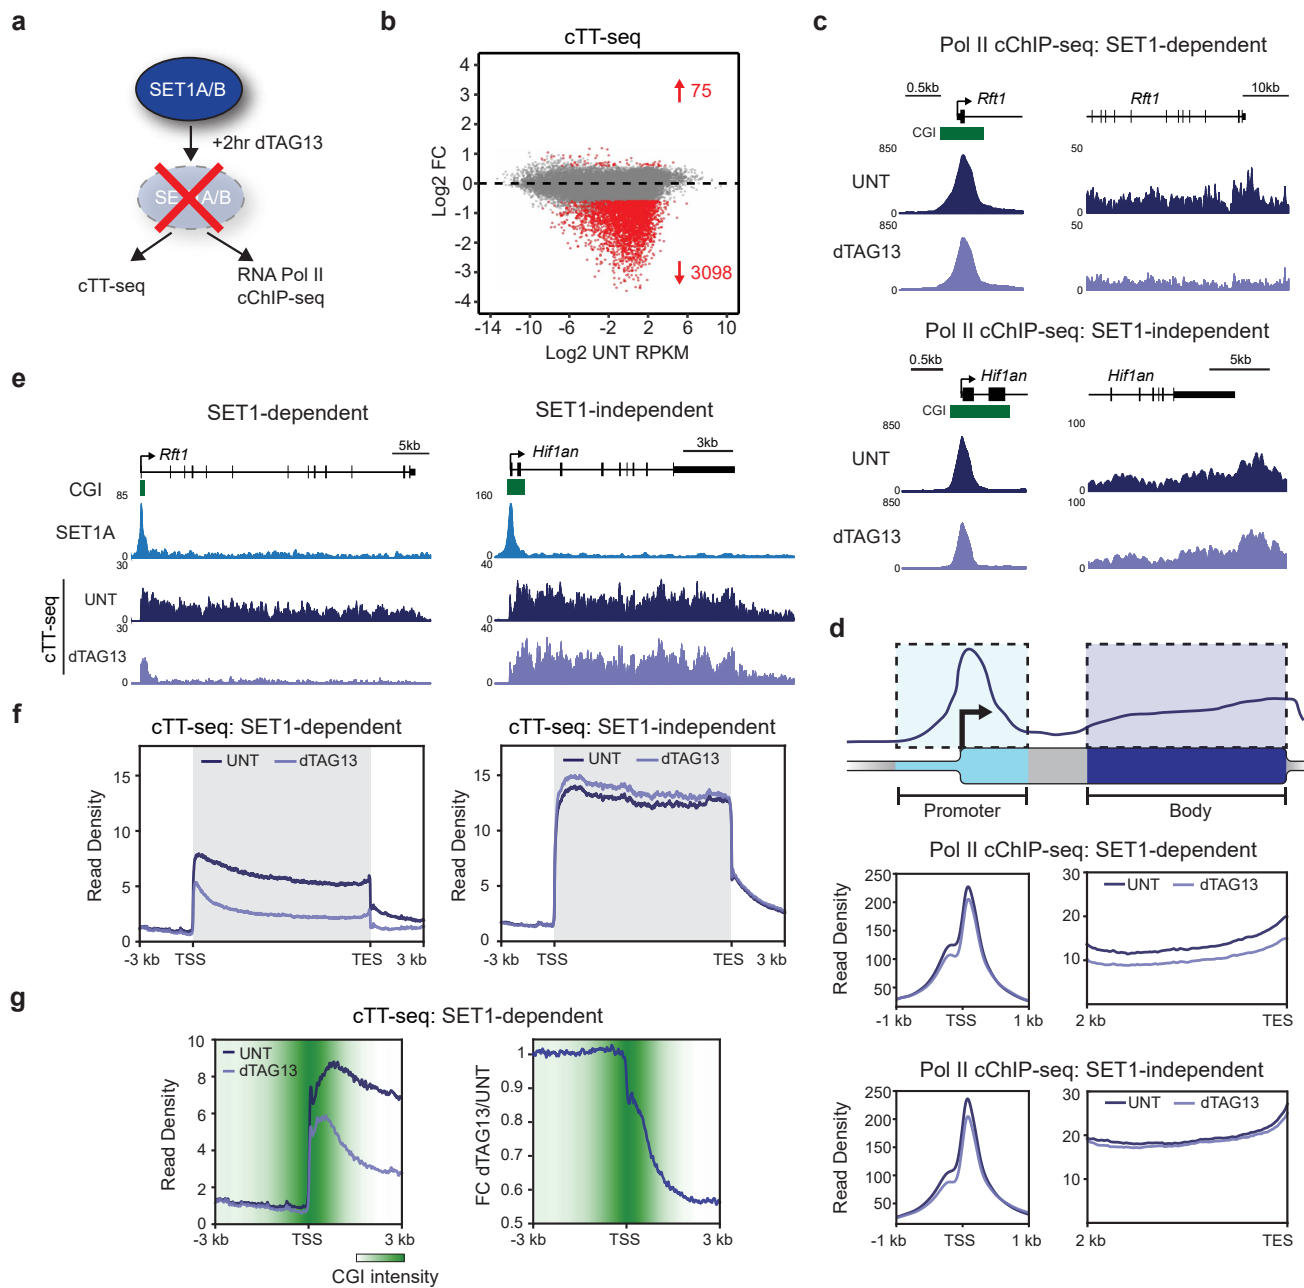 a
SET1A/B
+2hr dTAG13
SET1A/B
cTT-seq
RNA Pol II
cChIP-seq
b
cTT-seq
Log2 FC
4
3
2
1
0
-1
-2
-3
-4
75
3098
-14 -10 -6 -2 2 6 10
Log2 UNT RPKM
c
Pol II cChIP-seq: SET1-dependent
0.5kb
Rft1
Rft1
10kb
CGI
850
50
UNT
0
0
850
50
dTAG13
0
0
Pol II cChIP-seq: SET1-independent
0.5kb
Hif1an
Hif1an
5kb
CGI
850
100
UNT
0
0
850
100
dTAG13
0
0
d
Promoter
Body
Pol II cChIP-seq: SET1-dependent
Read Density
250
200
150
100
50
UNT dTAG13
30
20
10
-1 kb TSS 1 kb
2 kb TES
Pol II cChIP-seq: SET1-independent
Read Density
250
200
150
100
50
UNT dTAG13
30
20
10
-1 kb TSS 1 kb
2 kb TES
e
SET1-dependent
SET1-independent
Rft1
5kb
Hif1an
3kb
CGI
85
160
SET1A
0
0
cTT-seq
30
40
UNT
0
0
30
40
dTAG13
0
0
f
cTT-seq: SET1-dependent
UNT dTAG13
Read Density
15
10
5
0
-3 kb TSS TES 3 kb
cTT-seq: SET1-independent
UNT dTAG13
Read Density
15
10
5
0
-3 kb TSS TES 3 kb
g
cTT-seq: SET1-dependent
UNT
dTAG13
Read Density
10
8
6
4
2
0
-3 kb TSS 3 kb
CGI intensity
FC dTAG13/UNT
1
0.9
0.8
0.7
0.6
0.5
-3 kb TSS 3 kb